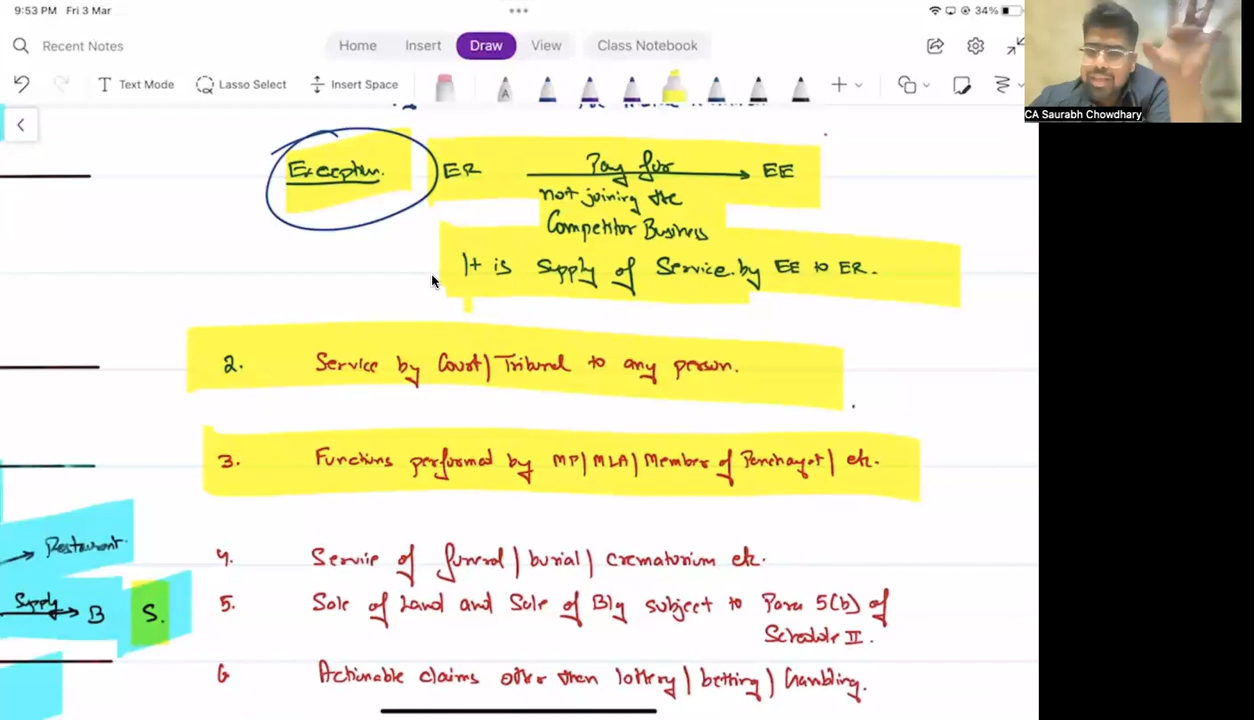 9:53 PM Fri 3 Mar
34%
Recent Notes
Home Insert Draw View Class Notebook
Text Mode Lasso Select Insert Space
CA Saurabh Chowdhary
Exception. ER Pay for EE
not joining the
Competitor Business
It is Supply of Service by EE to ER.
2. Service by Court/Tribunal to any person.
3. Functions performed by MP/MLA/Member of Panchayat/etc.
Restaurant.
4. Service of funeral/burial/crematorium etc.
Supply B S.
5. Sale of Land and Sale of Blg subject to Para 5(b) of
Schedule II.
6 Actionable claims other than lottery/betting/Gambling.